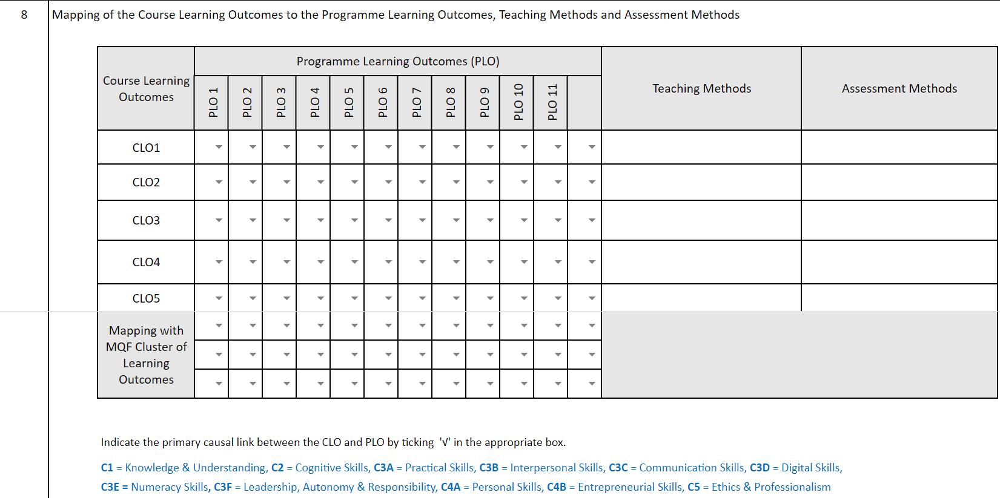 8
Mapping of the Course Learning Outcomes to the Programme Learning Outcomes, Teaching Methods and Assessment Methods
Course Learning
Outcomes
Programme Learning Outcomes (PLO)
PLO 1
PLO 2
PLO 3
PLO 4
PLO 5
PLO 6
PLO 7
PLO 8
PLO 9
PLO 10
PLO 11
Teaching Methods
Assessment Methods
CLO1
CLO2
CLO3
CLO4
CLO5
Mapping with
MQF Cluster of
Learning
Outcomes
Indicate the primary causal link between the CLO and PLO by ticking '√' in the appropriate box.
C1 = Knowledge & Understanding, C2 = Cognitive Skills, C3A = Practical Skills, C3B = Interpersonal Skills, C3C = Communication Skills, C3D = Digital Skills,
C3E = Numeracy Skills, C3F = Leadership, Autonomy & Responsibility, C4A = Personal Skills, C4B = Entrepreneurial Skills, C5 = Ethics & Professionalism